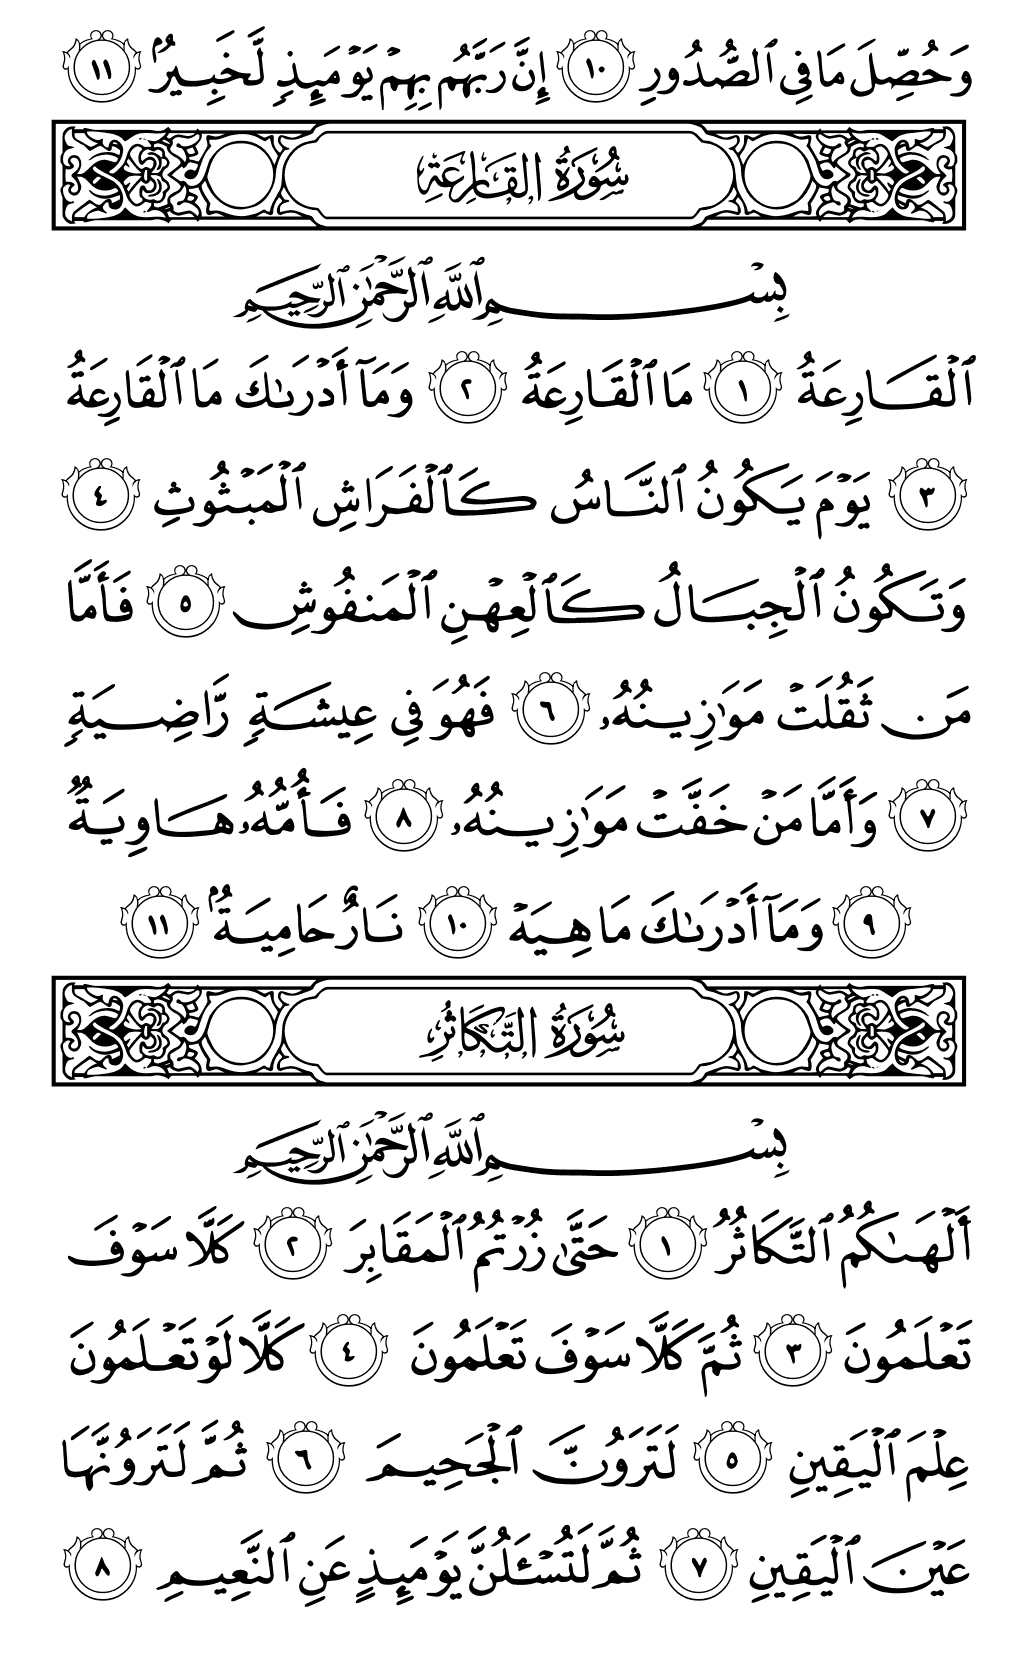 وَحُصِّلَ مَا فِي ٱلصُّدُورِ ١٠ إِنَّ رَبَّهُم بِهِمۡ يَوۡمَئِذٖ لَّخَبِيرُۢ ١١
سُورَةُ القَارِعَةِ
بِسۡمِ ٱللَّهِ ٱلرَّحۡمَٰنِ ٱلرَّحِيمِ
ٱلۡقَارِعَةُ ١ مَا ٱلۡقَارِعَةُ ٢ وَمَآ أَدۡرَىٰكَ مَا ٱلۡقَارِعَةُ
٣ يَوۡمَ يَكُونُ ٱلنَّاسُ كَٱلۡفَرَاشِ ٱلۡمَبۡثُوثِ ٤
وَتَكُونُ ٱلۡجِبَالُ كَٱلۡعِهۡنِ ٱلۡمَنفُوشِ ٥ فَأَمَّا
مَن ثَقُلَتۡ مَوَٰزِينُهُۥ ٦ فَهُوَ فِي عِيشَةٖ رَّاضِيَةٖ
٧ وَأَمَّا مَنۡ خَفَّتۡ مَوَٰزِينُهُۥ ٨ فَأُمُّهُۥ هَاوِيَةٞ
٩ وَمَآ أَدۡرَىٰكَ مَا هِيَهۡ ١٠ نَارٌ حَامِيَةُۢ ١١
سُورَةُ التَّكَاثُرِ
بِسۡمِ ٱللَّهِ ٱلرَّحۡمَٰنِ ٱلرَّحِيمِ
أَلۡهَىٰكُمُ ٱلتَّكَاثُرُ ١ حَتَّىٰ زُرۡتُمُ ٱلۡمَقَابِرَ ٢ كَلَّا سَوۡفَ
تَعۡلَمُونَ ٣ ثُمَّ كَلَّا سَوۡفَ تَعۡلَمُونَ ٤ كَلَّا لَوۡ تَعۡلَمُونَ
عِلۡمَ ٱلۡيَقِينِ ٥ لَتَرَوُنَّ ٱلۡجَحِيمَ ٦ ثُمَّ لَتَرَوُنَّهَا
عَيۡنَ ٱلۡيَقِينِ ٧ ثُمَّ لَتُسۡـَٔلُنَّ يَوۡمَئِذٍ عَنِ ٱلنَّعِيمِ ٨